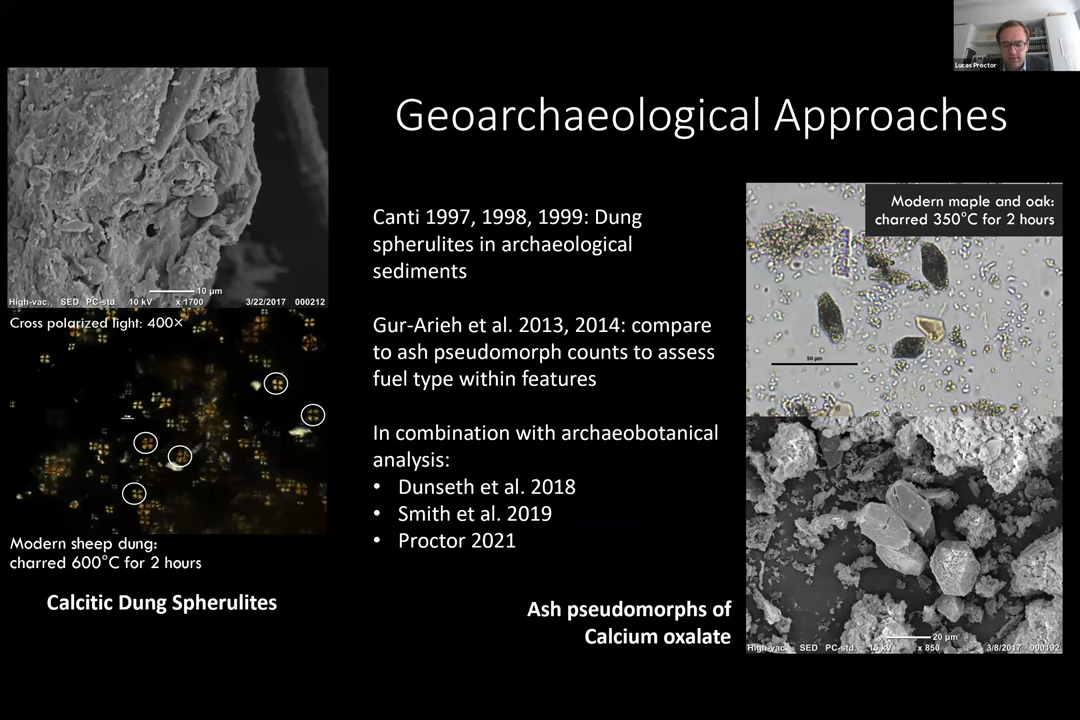 Lucas Proctor
Geoarchaeological Approaches
10 µm
High-vac. SED PC-std. 10 kV x 1700 3/22/2017 000212
Cross polarized light: 400×
Modern sheep dung:
charred 600°C for 2 hours
Calcitic Dung Spherulites
Canti 1997, 1998, 1999: Dung
spherulites in archaeological
sediments
Gur-Arieh et al. 2013, 2014: compare
to ash pseudomorph counts to assess
fuel type within features
In combination with archaeobotanical
analysis:
• Dunseth et al. 2018
• Smith et al. 2019
• Proctor 2021
Modern maple and oak:
charred 350°C for 2 hours
50 µm
Ash pseudomorphs of
Calcium oxalate
20 µm
High-vac. SED PC-std. 15 kV x 850 3/8/2017 000192